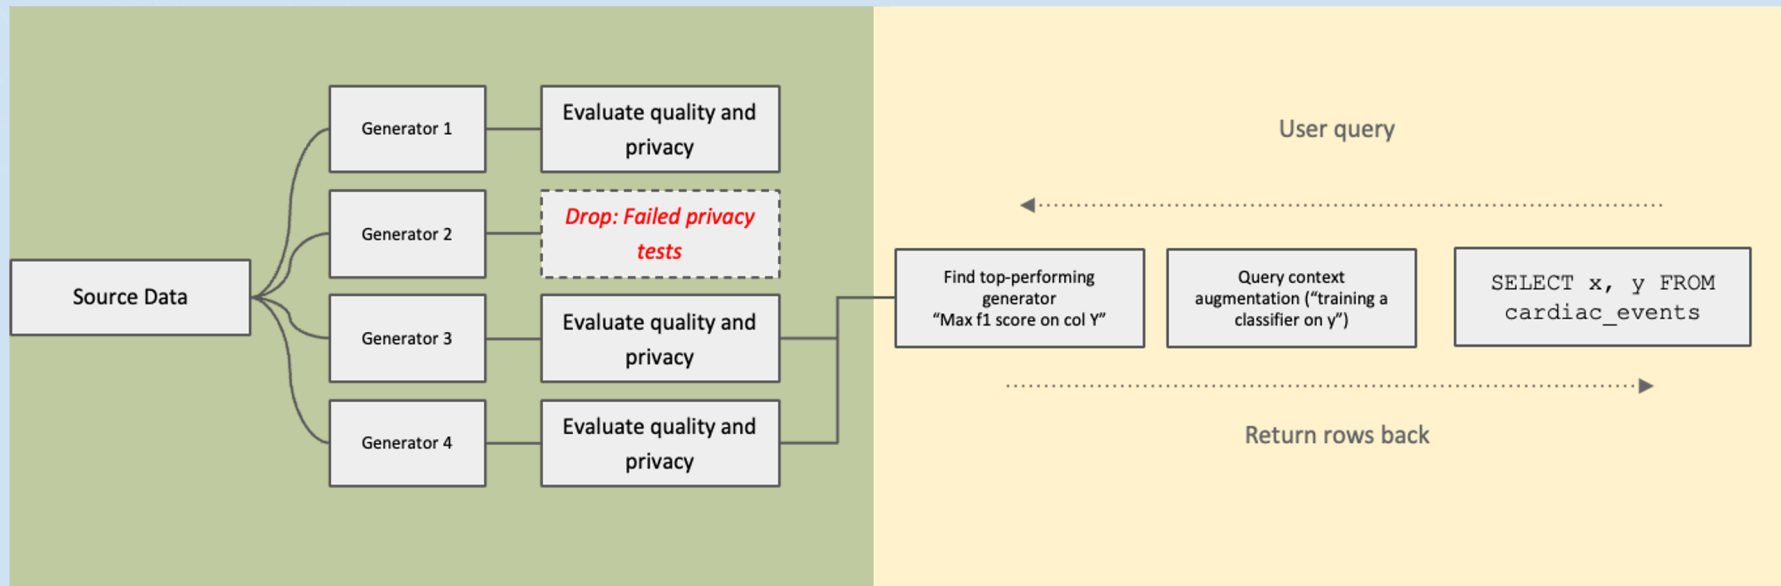 Source Data
Generator 1
Evaluate quality and
privacy
Generator 2
Drop: Failed privacy
tests
Generator 3
Evaluate quality and
privacy
Generator 4
Evaluate quality and
privacy
User query
Find top-performing
generator
“Max f1 score on col Y”
Query context
augmentation (“training a
classifier on y”)
SELECT x, y FROM
cardiac_events
Return rows back